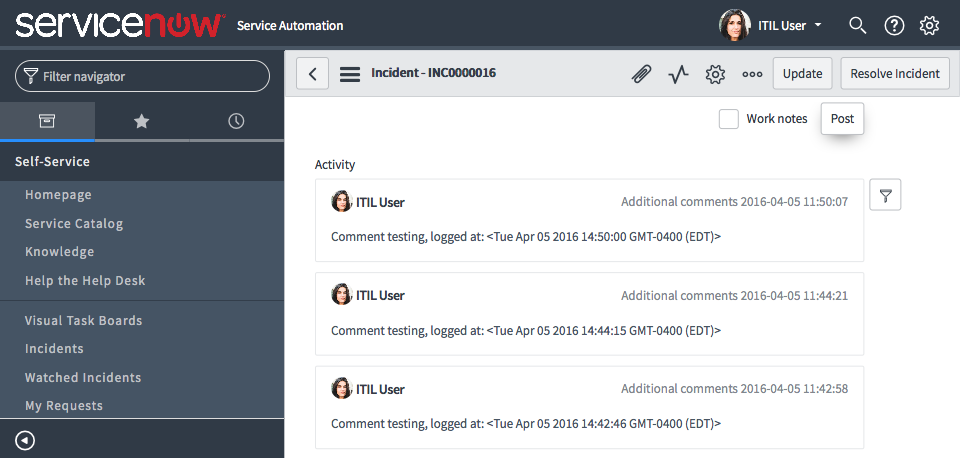 servicenow™ Service Automation
ITIL User
Filter navigator
Incident - INC0000016
Update
Resolve Incident
Work notes
Post
Self-Service
Homepage
Service Catalog
Knowledge
Help the Help Desk
Visual Task Boards
Incidents
Watched Incidents
My Requests
Activity
ITIL User Additional comments 2016-04-05 11:50:07
Comment testing, logged at: <Tue Apr 05 2016 14:50:00 GMT-0400 (EDT)>
ITIL User Additional comments 2016-04-05 11:44:21
Comment testing, logged at: <Tue Apr 05 2016 14:44:15 GMT-0400 (EDT)>
ITIL User Additional comments 2016-04-05 11:42:58
Comment testing, logged at: <Tue Apr 05 2016 14:42:46 GMT-0400 (EDT)>